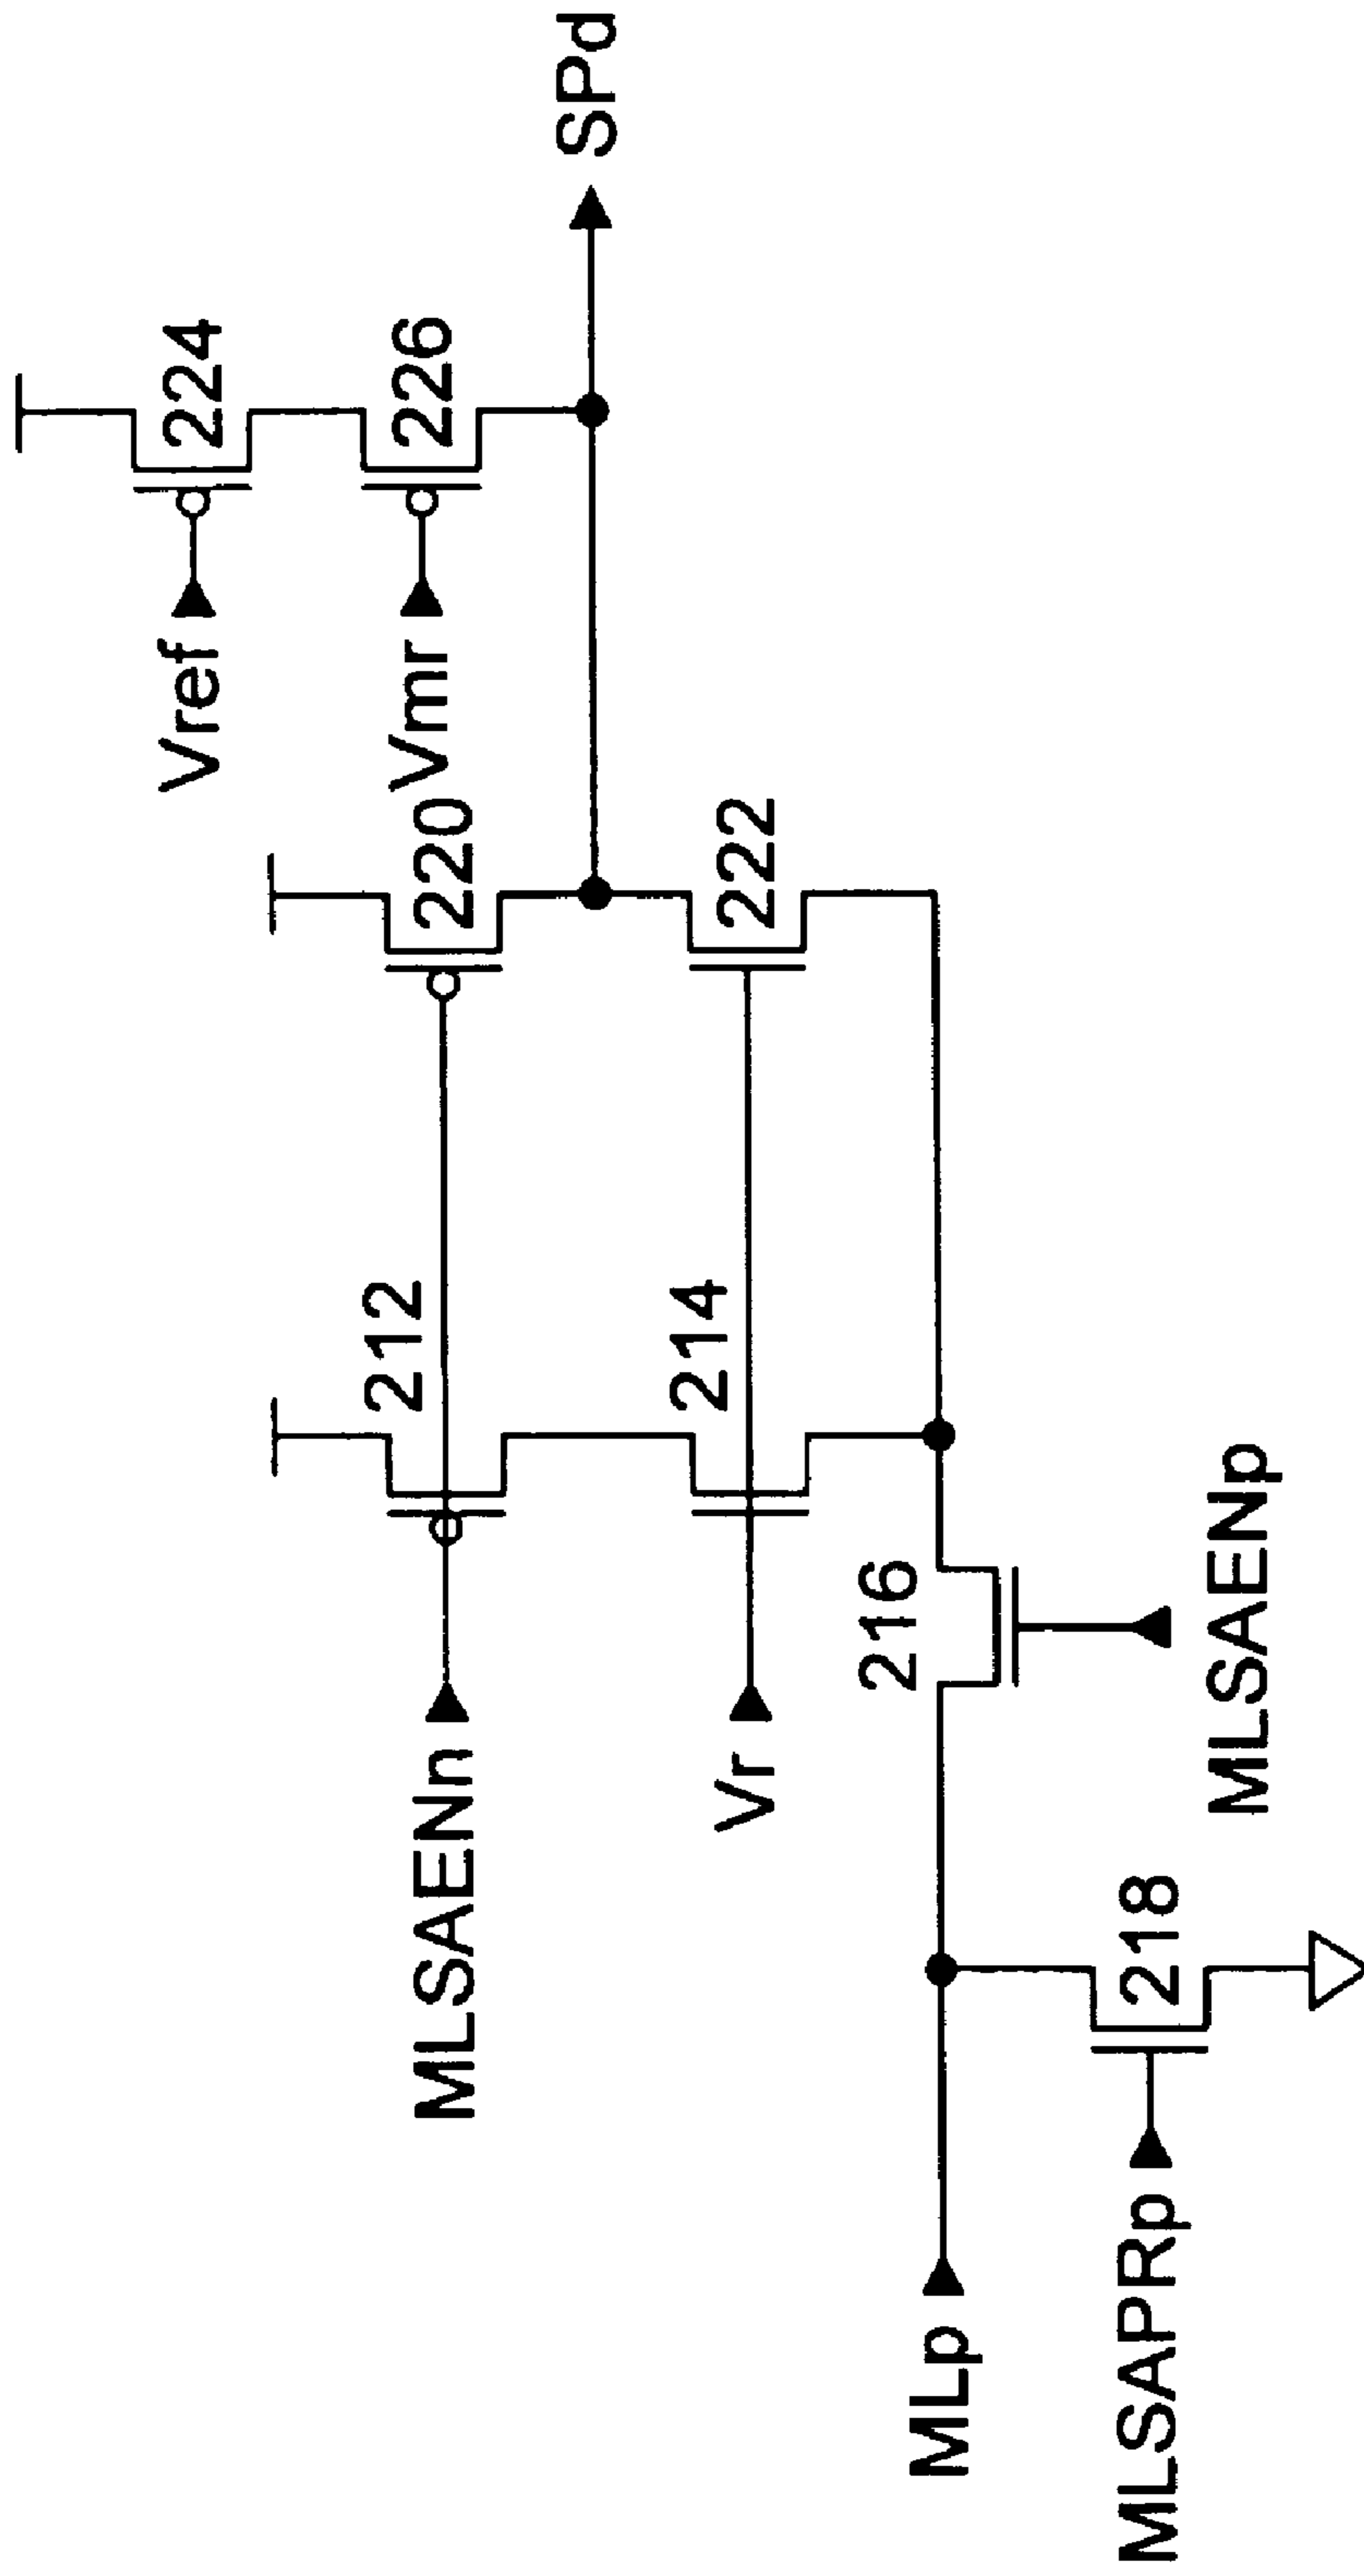 Vref
224
Vmr
226
SPd
MLSAENn
212
220
Vr
214
222
MLp
216
MLSAPRp
218
MLSAENp